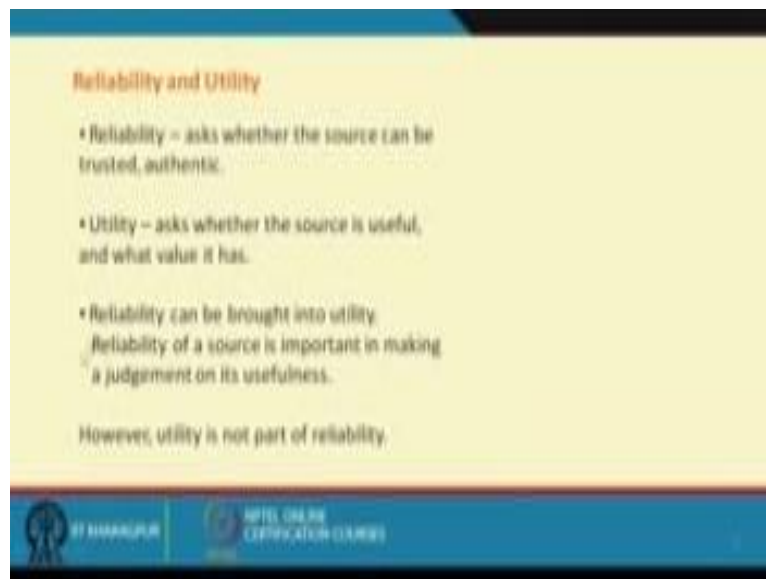 Reliability and Utility
• Reliability – asks whether the source can be
trusted, authentic.
• Utility – asks whether the source is useful,
and what value it has.
• Reliability can be brought into utility.
Reliability of a source is important in making
a judgement on its usefulness.
However, utility is not part of reliability.
IIT KHARAGPUR
NPTEL ONLINE
CERTIFICATION COURSES